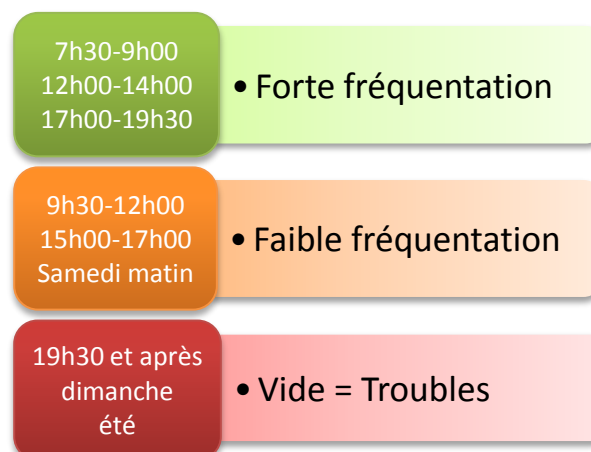 7h30-9h00
12h00-14h00
17h00-19h30
• Forte fréquentation
9h30-12h00
15h00-17h00
Samedi matin
• Faible fréquentation
19h30 et après
dimanche
été
• Vide = Troubles